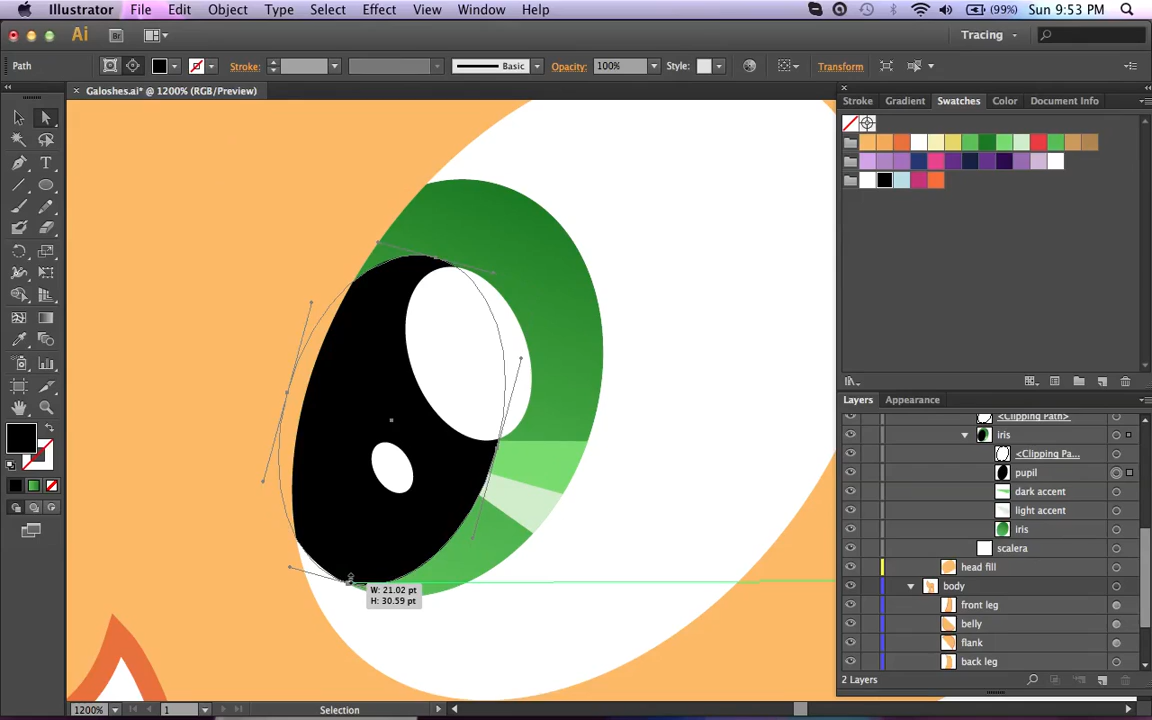 Illustrator File Edit Object Type Select Effect View Window Help (99%) Sun 9:53 PM
Ai Br Tracing
Path Stroke: Basic Opacity: 100% Style: Transform
Galoshes.ai* @ 1200% (RGB/Preview)
Stroke Gradient Swatches Color Document Info
T
W: 21.02 pt
H: 30.59 pt
Layers Appearance
<Clipping Path>
iris
<Clipping Pa...
pupil
dark accent
light accent
iris
scalera
head fill
body
front leg
belly
flank
back leg
2 Layers
1200% 1 Selection